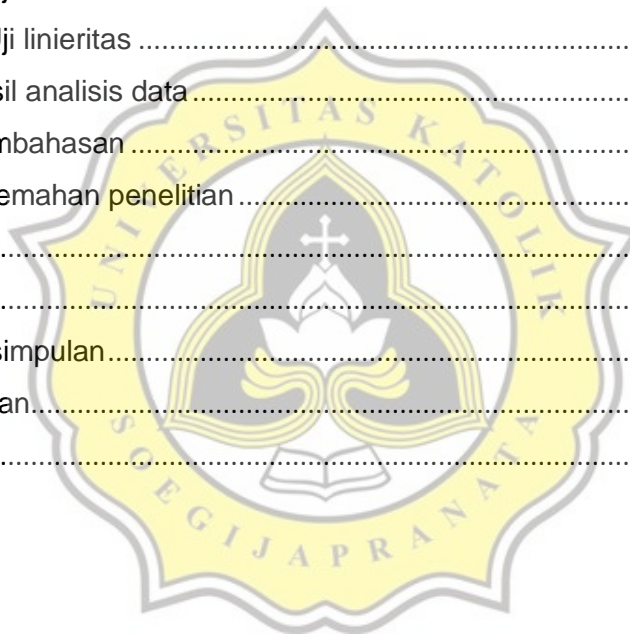 ji linieritas ..............................................................
sil analisis data ..............................................................
mbahasan ..............................................................
emahan penelitian ..............................................................
..............................................................
..............................................................
simpulan ..............................................................
an ..............................................................
..............................................................
UNIVERSITAS KATOLIK
SOEGIJAPRANATA